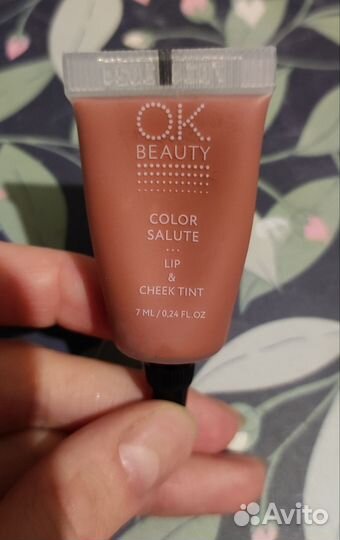 O.K.
BEAUTY
COLOR
SALUTE
LIP
&
CHEEK TINT
7 ML / 0,24 FL OZ
Avito